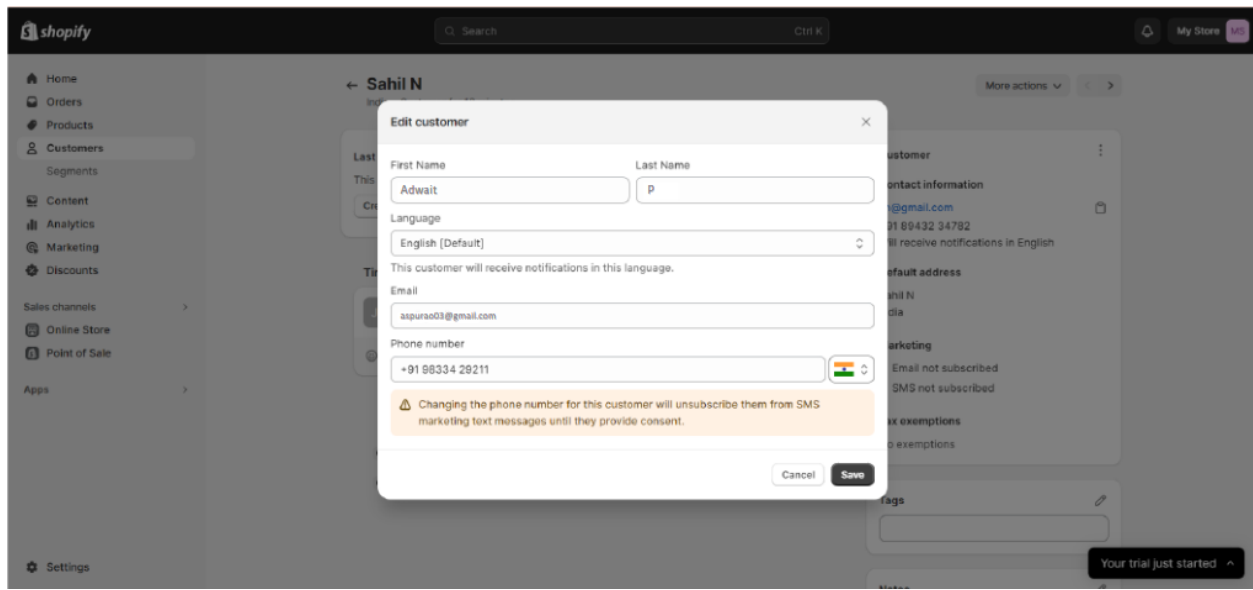 shopify
Search
Ctrl K
My Store
MS
Home
Orders
Products
Customers
Segments
Content
Analytics
Marketing
Discounts
Sales channels
Online Store
Point of Sale
Apps
Settings
Sahil N
More actions
Last
This
Edit customer
First Name
Last Name
Adwait
P
Language
English [Default]
This customer will receive notifications in this language.
Email
aspurao03@gmail.com
Phone number
+91 98334 29211
Changing the phone number for this customer will unsubscribe them from SMS
marketing text messages until they provide consent.
Cancel
Save
ustomer
ontact information
@gmail.com
91 89432 34782
ill receive notifications in English
efault address
ahil N
dia
arketing
Email not subscribed
SMS not subscribed
ax exemptions
o exemptions
Tags
Your trial just started